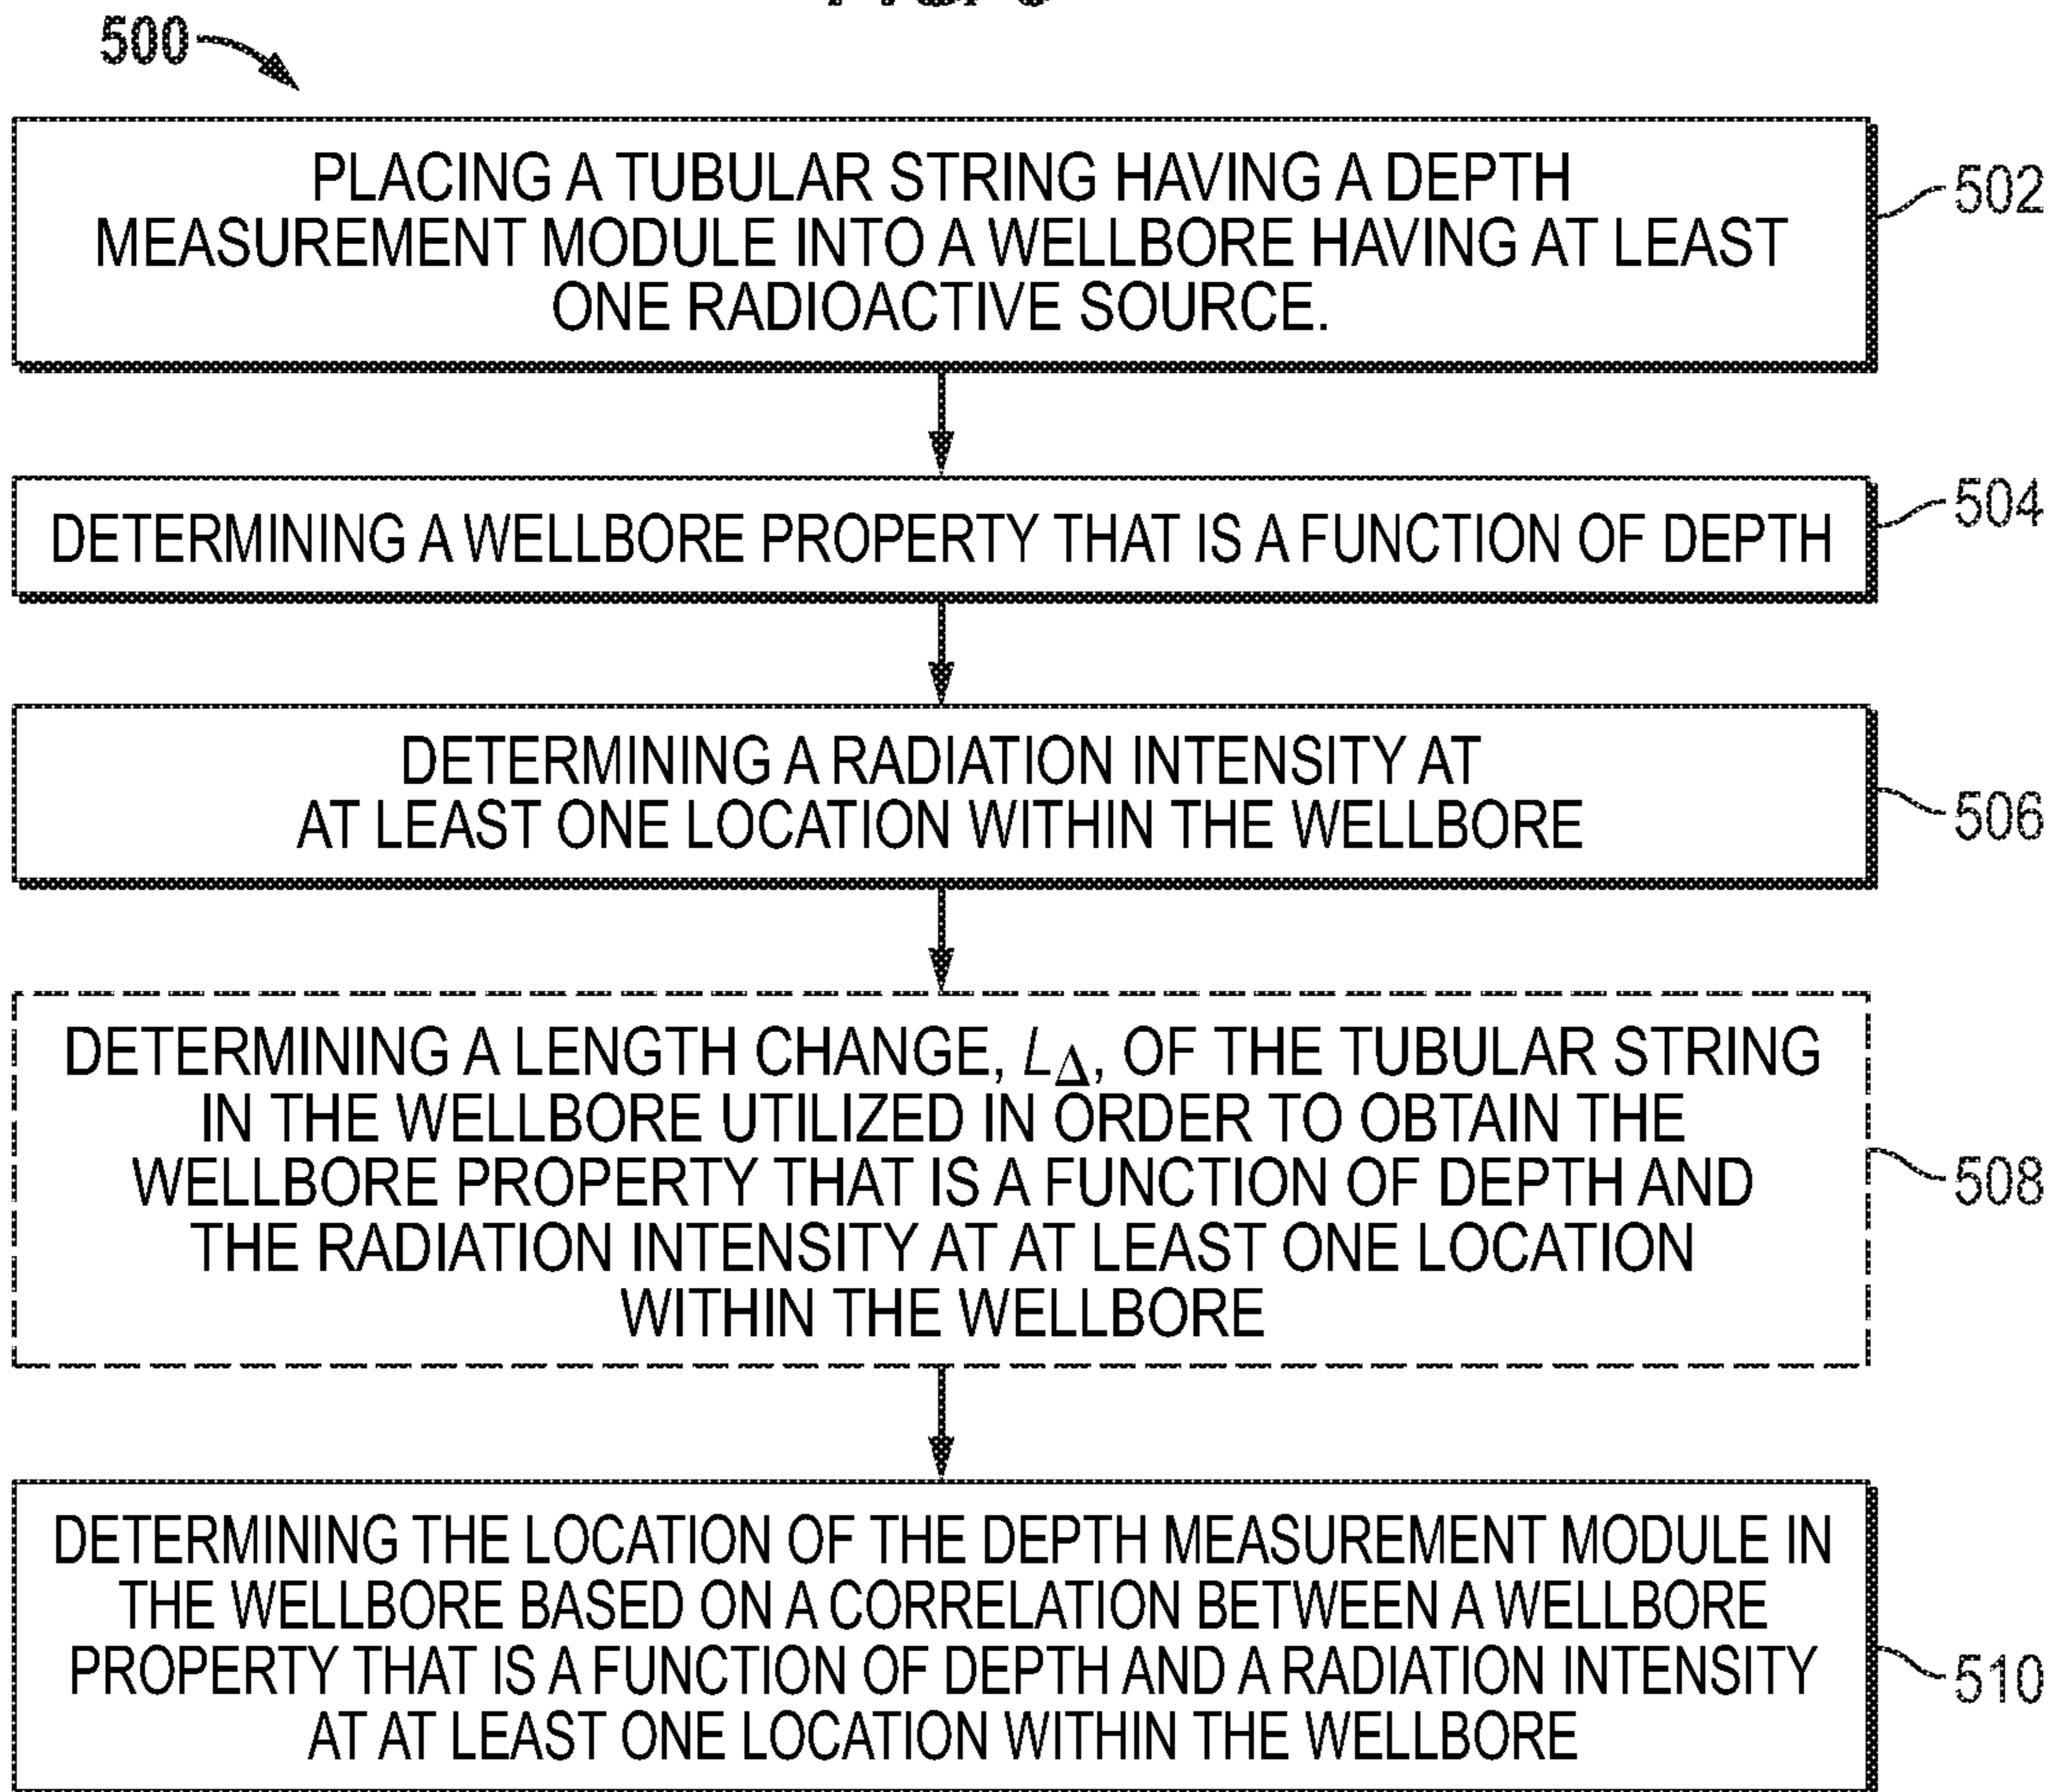 500
PLACING A TUBULAR STRING HAVING A DEPTH
MEASUREMENT MODULE INTO A WELLBORE HAVING AT LEAST
ONE RADIOACTIVE SOURCE.
502
DETERMINING A WELLBORE PROPERTY THAT IS A FUNCTION OF DEPTH
504
DETERMINING A RADIATION INTENSITY AT
AT LEAST ONE LOCATION WITHIN THE WELLBORE
506
DETERMINING A LENGTH CHANGE, LΔ, OF THE TUBULAR STRING
IN THE WELLBORE UTILIZED IN ORDER TO OBTAIN THE
WELLBORE PROPERTY THAT IS A FUNCTION OF DEPTH AND
THE RADIATION INTENSITY AT AT LEAST ONE LOCATION
WITHIN THE WELLBORE
508
DETERMINING THE LOCATION OF THE DEPTH MEASUREMENT MODULE IN
THE WELLBORE BASED ON A CORRELATION BETWEEN A WELLBORE
PROPERTY THAT IS A FUNCTION OF DEPTH AND A RADIATION INTENSITY
AT AT LEAST ONE LOCATION WITHIN THE WELLBORE
510